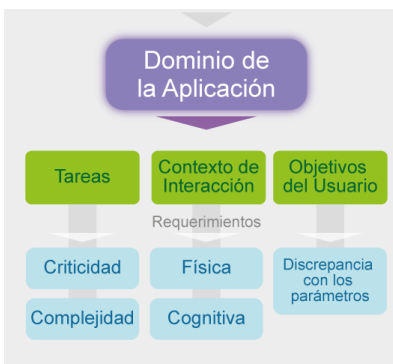 Dominio de
la Aplicación
Tareas
Contexto de
Interacción
Objetivos
del Usuario
Requerimientos
Criticidad
Física
Discrepancia
con los
parámetros
Complejidad
Cognitiva